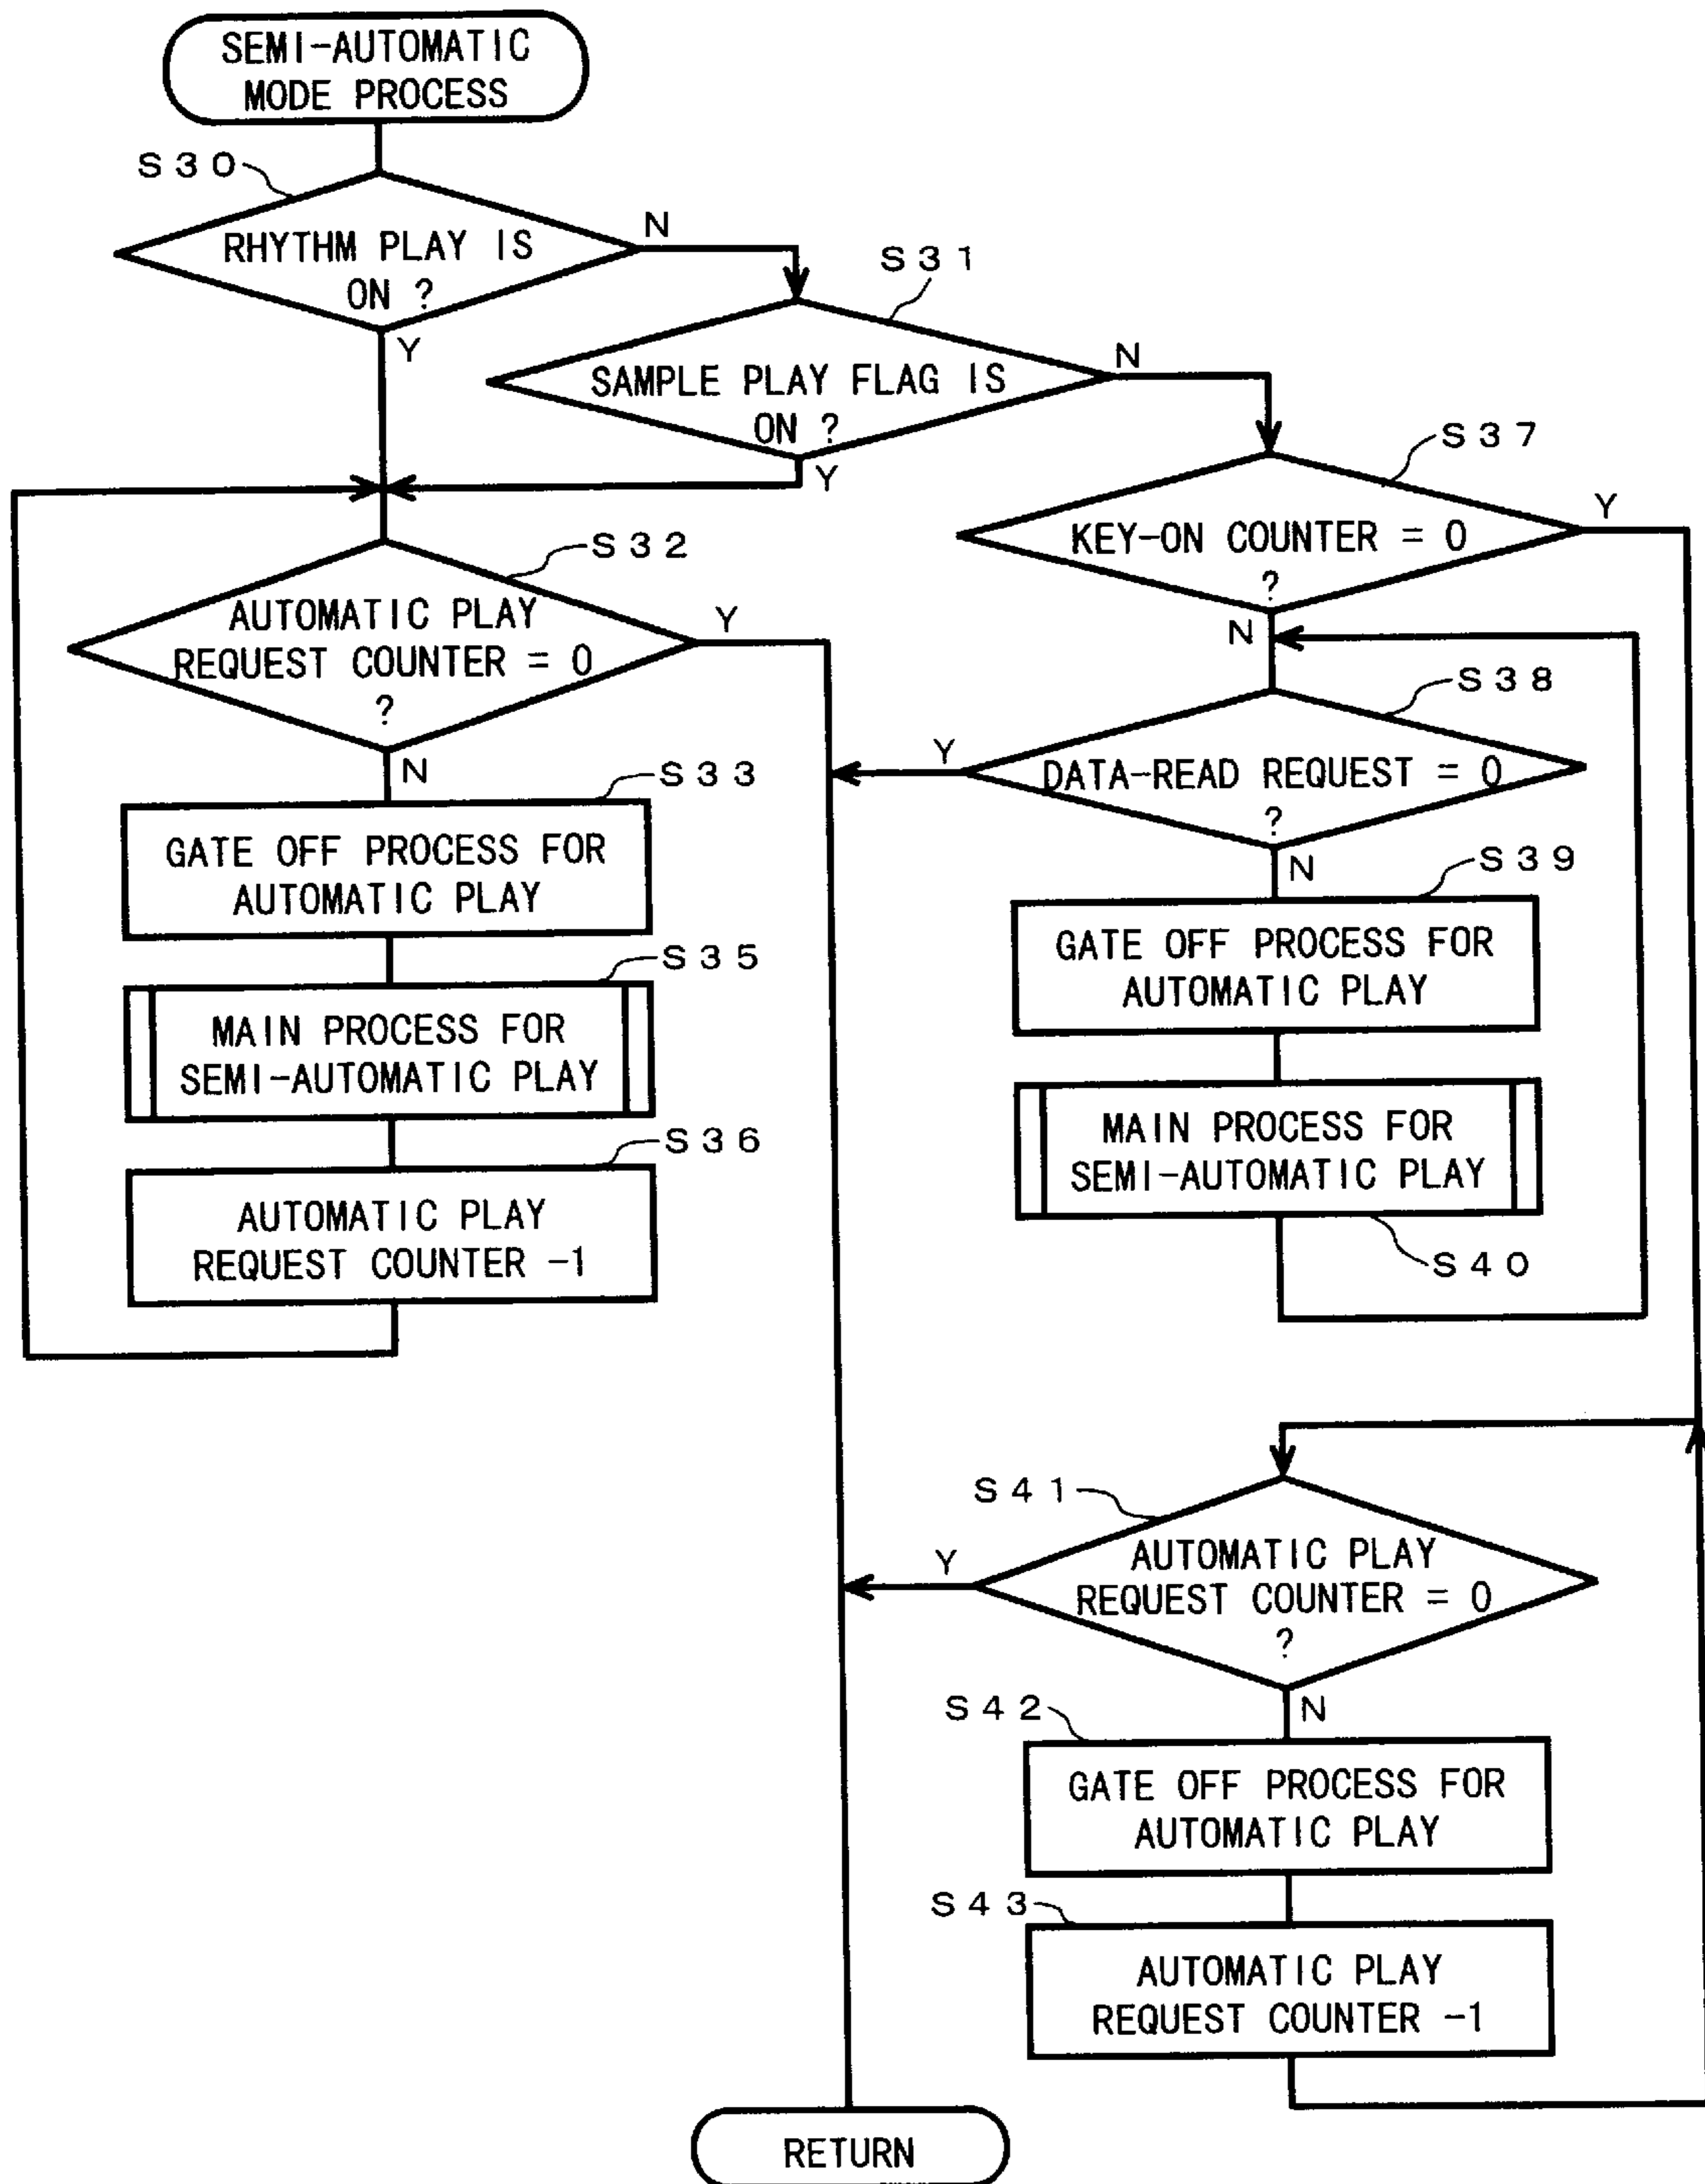 SEMI-AUTOMATIC
MODE PROCESS
S30
RHYTHM PLAY IS
ON ?
N
Y
S31
SAMPLE PLAY FLAG IS
ON ?
N
Y
S32
AUTOMATIC PLAY
REQUEST COUNTER = 0
?
Y
N
S33
GATE OFF PROCESS FOR
AUTOMATIC PLAY
S35
MAIN PROCESS FOR
SEMI-AUTOMATIC PLAY
S36
AUTOMATIC PLAY
REQUEST COUNTER -1
S37
KEY-ON COUNTER = 0
?
Y
N
S38
DATA-READ REQUEST = 0
?
Y
N
S39
GATE OFF PROCESS FOR
AUTOMATIC PLAY
MAIN PROCESS FOR
SEMI-AUTOMATIC PLAY
S40
S41
AUTOMATIC PLAY
REQUEST COUNTER = 0
?
Y
N
S42
GATE OFF PROCESS FOR
AUTOMATIC PLAY
S43
AUTOMATIC PLAY
REQUEST COUNTER -1
RETURN